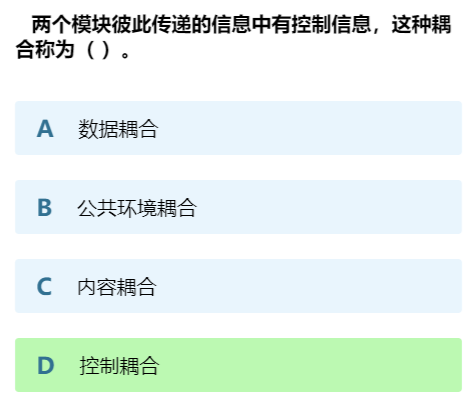 两个模块彼此传递的信息中有控制信息，这种耦
合称为（ ）。
A 数据耦合
B 公共环境耦合
C 内容耦合
D 控制耦合